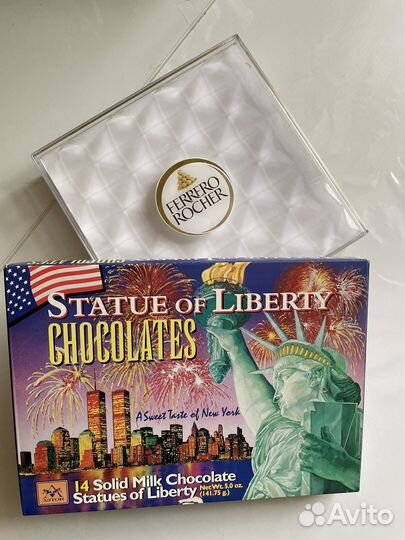 FERRERO
ROCHER
STATUE OF LIBERTY
CHOCOLATES
A Sweet Taste of New York
14 Solid Milk Chocolate
Statues of Liberty Net Wt. 5.0 oz.
(141.75 g.)
ASTOR
Avito